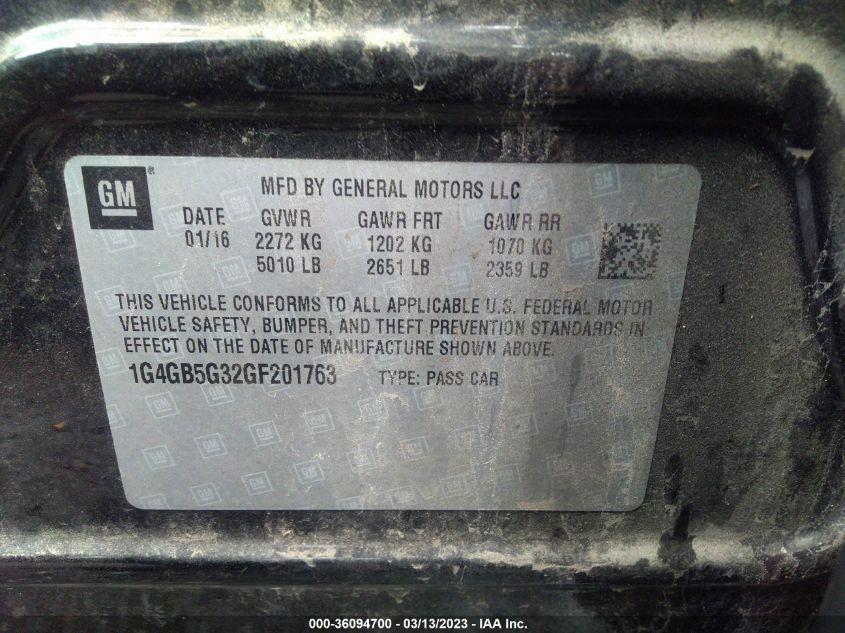 GM ®
MFD BY GENERAL MOTORS LLC
DATE GVWR GAWR FRT GAWR RR
01/16 2272 KG 1202 KG 1070 KG
5010 LB 2651 LB 2359 LB
THIS VEHICLE CONFORMS TO ALL APPLICABLE U.S. FEDERAL MOTOR
VEHICLE SAFETY, BUMPER, AND THEFT PREVENTION STANDARDS IN
EFFECT ON THE DATE OF MANUFACTURE SHOWN ABOVE.
1G4GB5G32GF201763 TYPE: PASS CAR
000-36094700 - 03/13/2023 - IAA Inc.